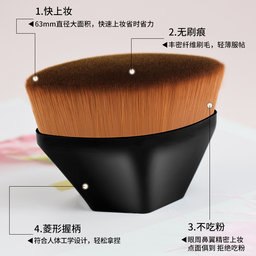 1.快上妆
63mm直径大面积，快速上妆省时省力
2.无刷痕
丰密纤维刷毛，轻薄服帖
3.不吃粉
眼周鼻翼精密上妆
点面俱到 拒绝吃粉
4.菱形握柄
符合人体工学设计，轻松拿捏